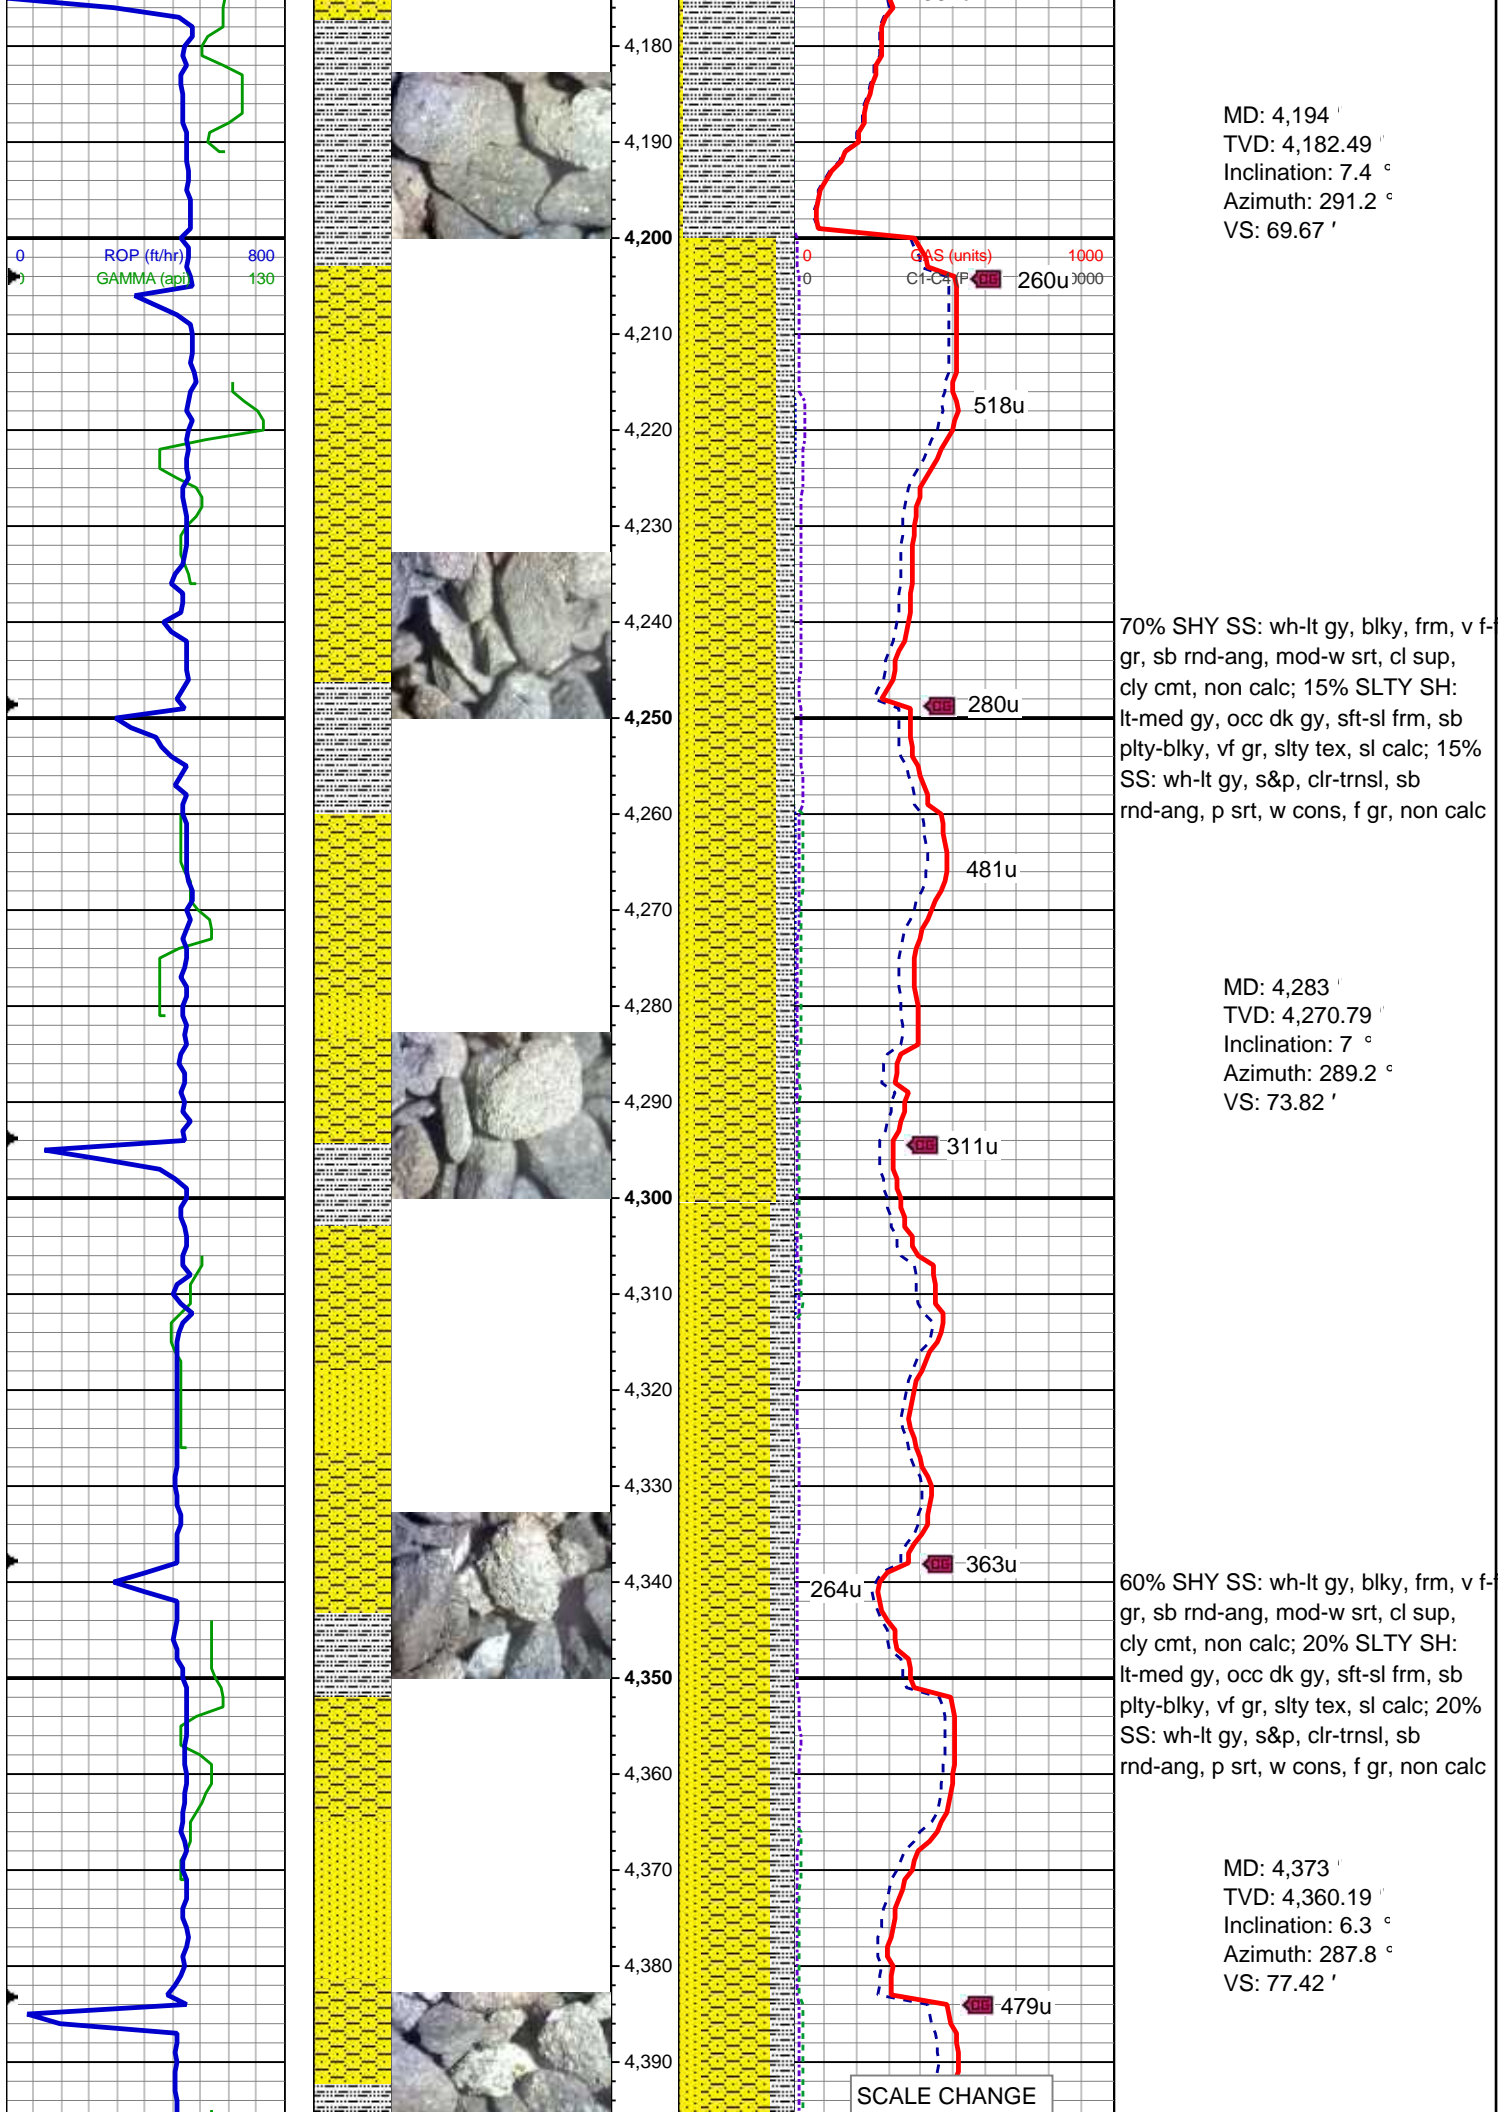 4,180
4,190
4,200
4,210
4,220
4,230
4,240
4,250
4,260
4,270
4,280
4,290
4,300
4,310
4,320
4,330
4,340
4,350
4,360
4,370
4,380
4,390
0 ROP (ft/hr) 800
GAMMA (api) 130
0 GAS (units) 1000
0 C1-C4
CG 260u
518u
CG 280u
481u
CG 311u
CG 363u
264u
CG 479u
SCALE CHANGE
MD: 4,194 '
TVD: 4,182.49 '
Inclination: 7.4 °
Azimuth: 291.2 °
VS: 69.67 '
70% SHY SS: wh-lt gy, blky, frm, v f-f
gr, sb rnd-ang, mod-w srt, cl sup,
cly cmt, non calc; 15% SLTY SH:
lt-med gy, occ dk gy, sft-sl frm, sb
plty-blky, vf gr, slty tex, sl calc; 15%
SS: wh-lt gy, s&p, clr-trnsl, sb
rnd-ang, p srt, w cons, f gr, non calc
MD: 4,283 '
TVD: 4,270.79 '
Inclination: 7 °
Azimuth: 289.2 °
VS: 73.82 '
60% SHY SS: wh-lt gy, blky, frm, v f-f
gr, sb rnd-ang, mod-w srt, cl sup,
cly cmt, non calc; 20% SLTY SH:
lt-med gy, occ dk gy, sft-sl frm, sb
plty-blky, vf gr, slty tex, sl calc; 20%
SS: wh-lt gy, s&p, clr-trnsl, sb
rnd-ang, p srt, w cons, f gr, non calc
MD: 4,373 '
TVD: 4,360.19 '
Inclination: 6.3 °
Azimuth: 287.8 °
VS: 77.42 '